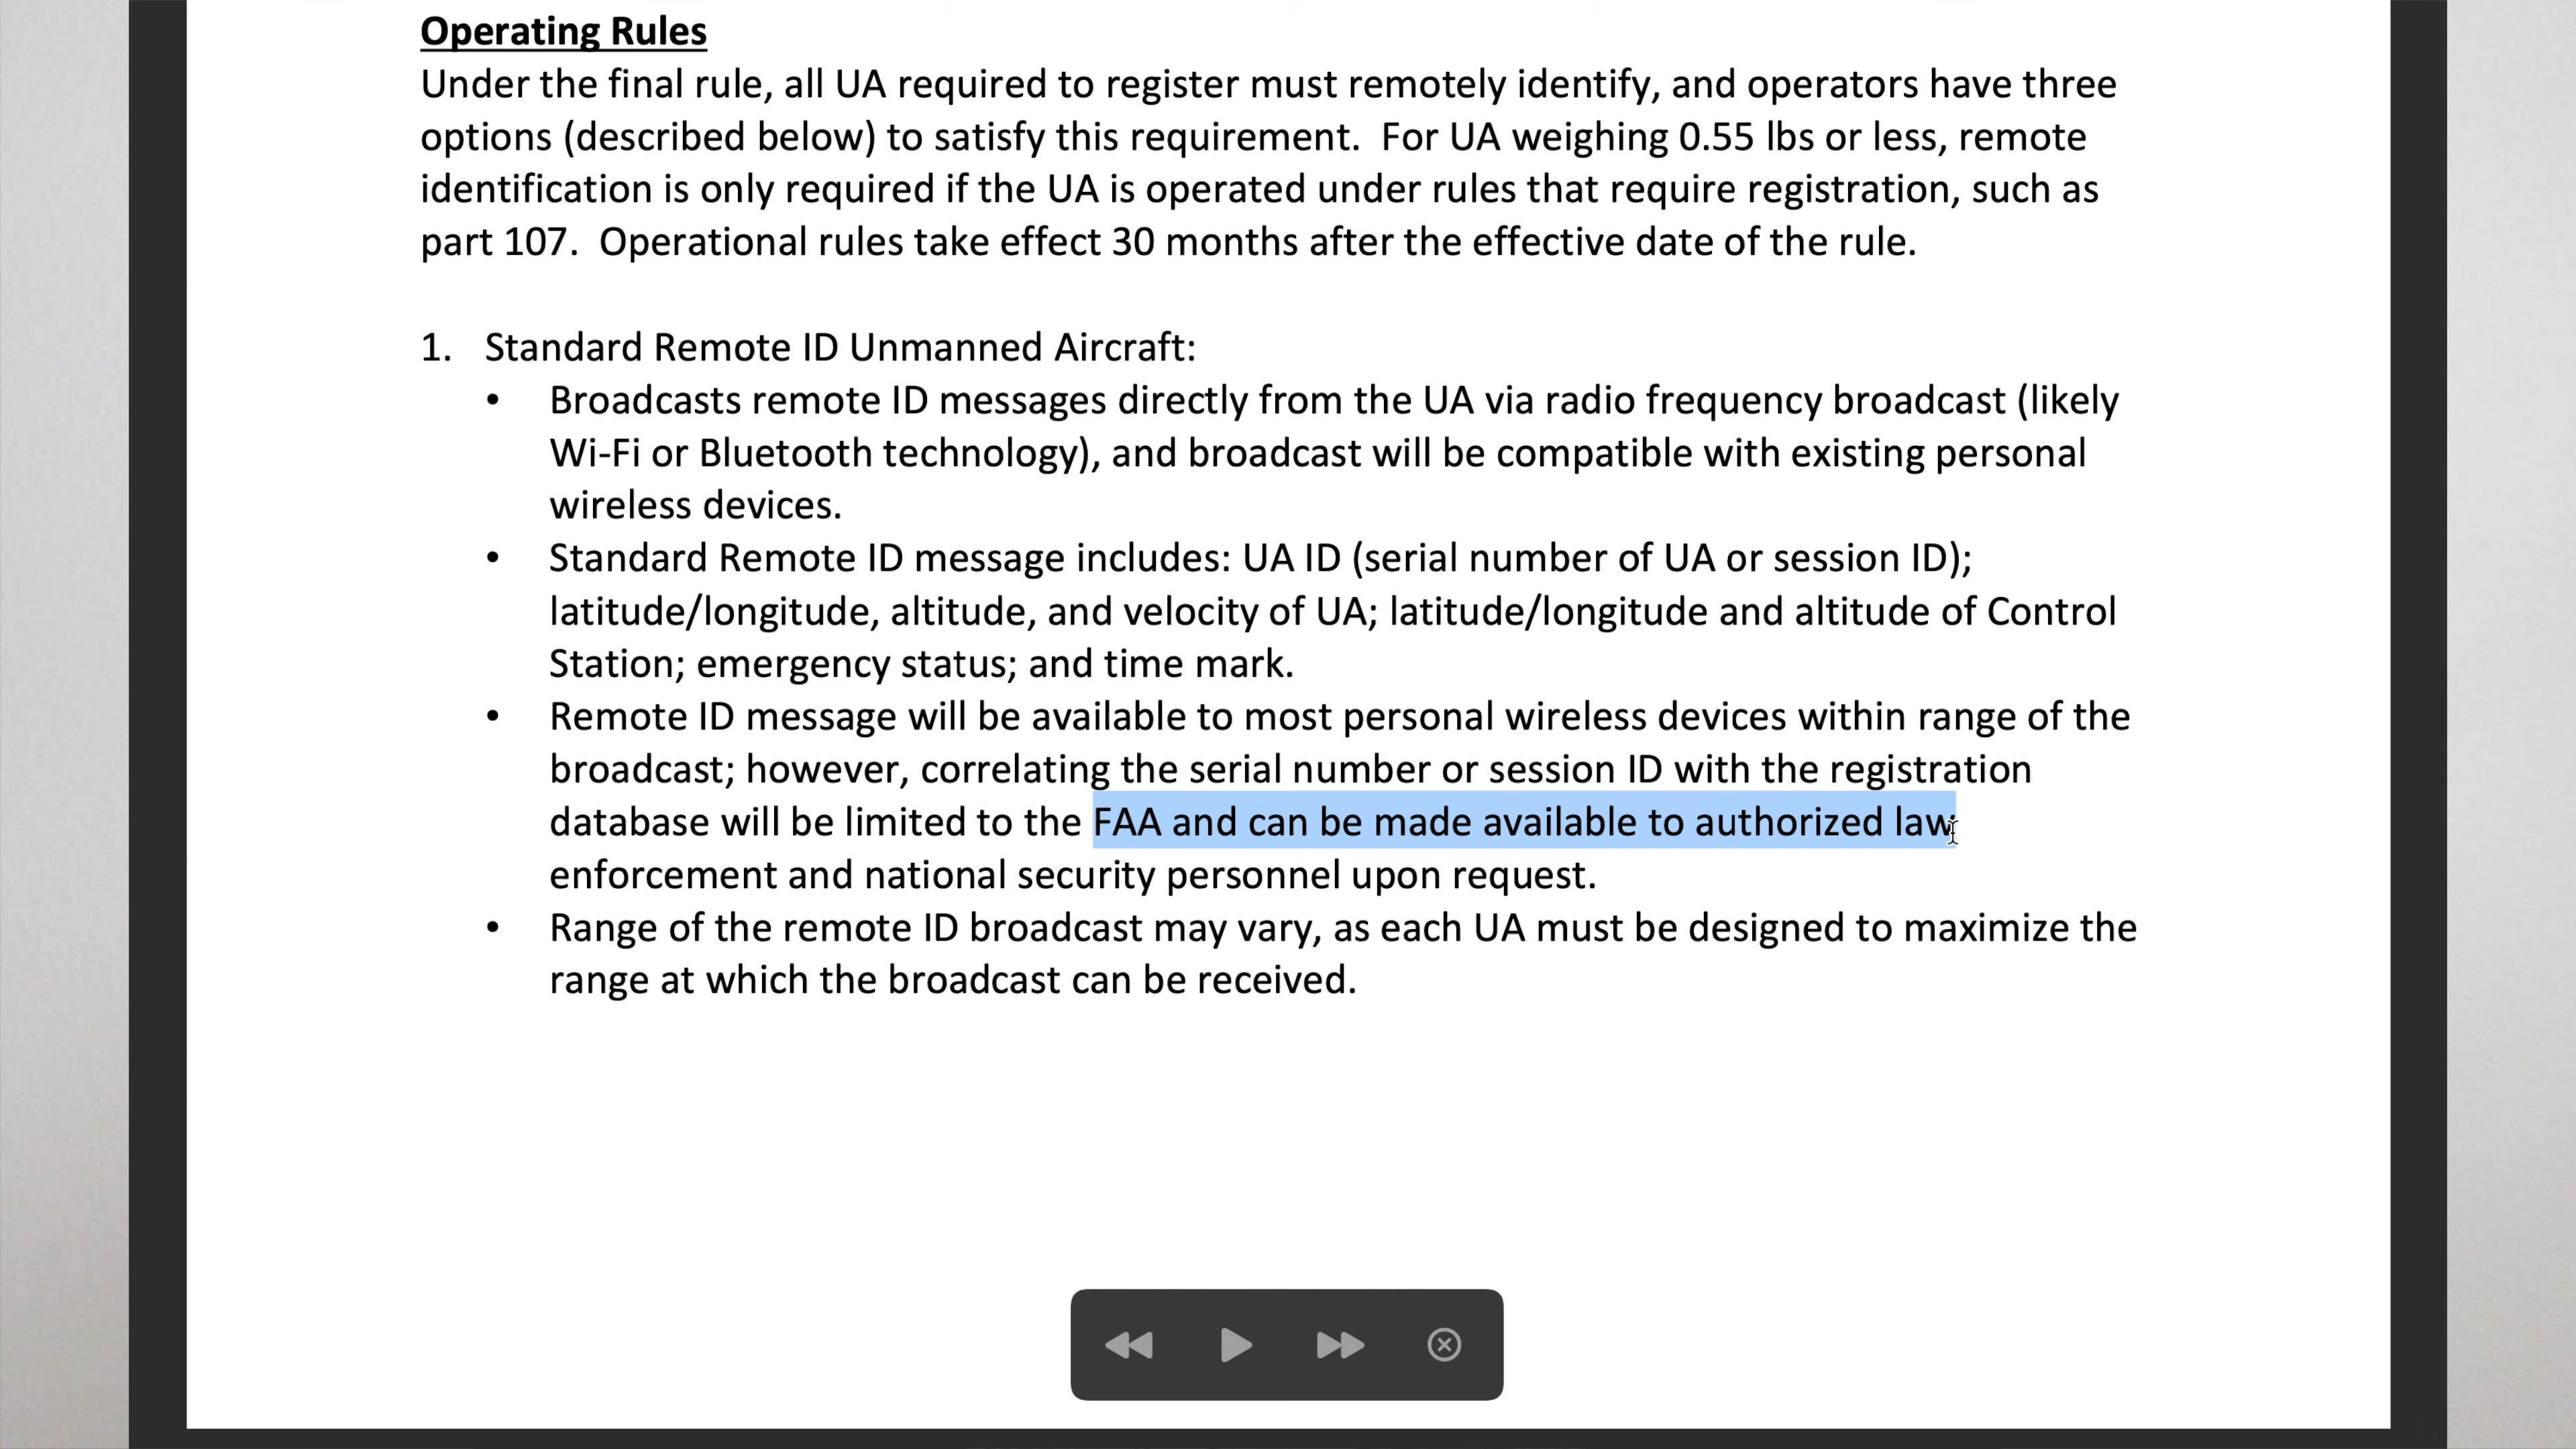 Operating Rules
Under the final rule, all UA required to register must remotely identify, and operators have three
options (described below) to satisfy this requirement.  For UA weighing 0.55 lbs or less, remote
identification is only required if the UA is operated under rules that require registration, such as
part 107.  Operational rules take effect 30 months after the effective date of the rule.
1. Standard Remote ID Unmanned Aircraft:
• Broadcasts remote ID messages directly from the UA via radio frequency broadcast (likely
Wi-Fi or Bluetooth technology), and broadcast will be compatible with existing personal
wireless devices.
• Standard Remote ID message includes: UA ID (serial number of UA or session ID);
latitude/longitude, altitude, and velocity of UA; latitude/longitude and altitude of Control
Station; emergency status; and time mark.
• Remote ID message will be available to most personal wireless devices within range of the
broadcast; however, correlating the serial number or session ID with the registration
database will be limited to the FAA and can be made available to authorized law
enforcement and national security personnel upon request.
• Range of the remote ID broadcast may vary, as each UA must be designed to maximize the
range at which the broadcast can be received.